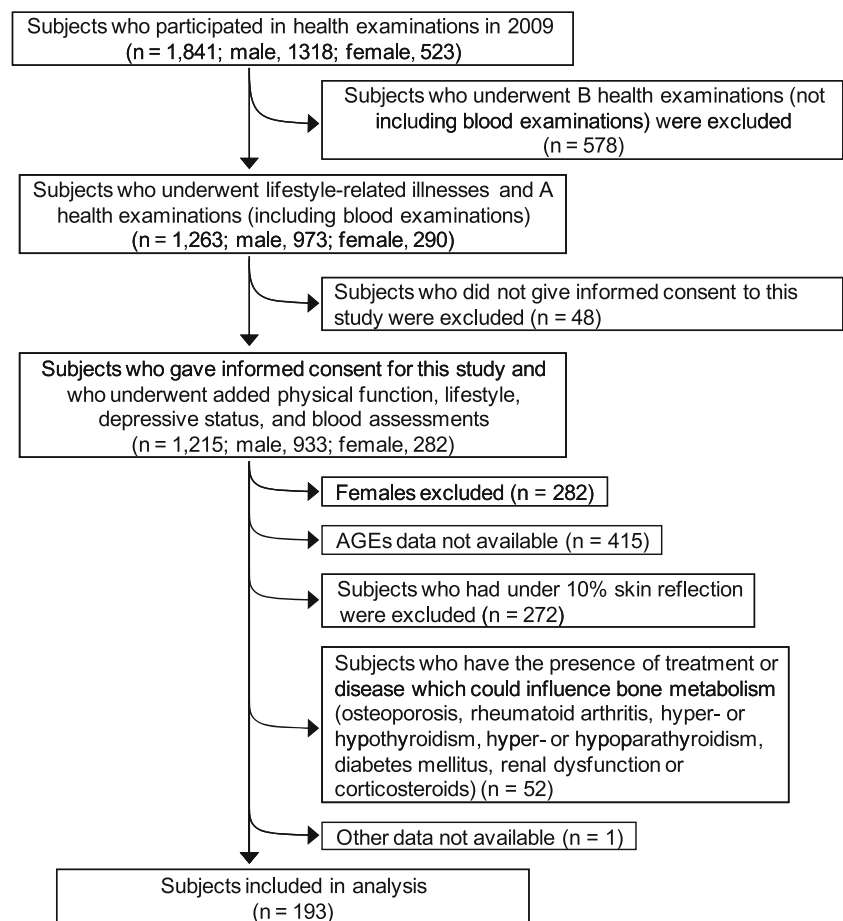 Subjects who participated in health examinations in 2009
(n = 1,841; male, 1318; female, 523)
Subjects who underwent B health examinations (not
including blood examinations) were excluded
(n = 578)
Subjects who underwent lifestyle-related illnesses and A
health examinations (including blood examinations)
(n = 1,263; male, 973; female, 290)
Subjects who did not give informed consent to this
study were excluded (n = 48)
Subjects who gave informed consent for this study and
who underwent added physical function, lifestyle,
depressive status, and blood assessments
(n = 1,215; male, 933; female, 282)
Females excluded (n = 282)
AGEs data not available (n = 415)
Subjects who had under 10% skin reflection
were excluded (n = 272)
Subjects who have the presence of treatment or
disease which could influence bone metabolism
(osteoporosis, rheumatoid arthritis, hyper- or
hypothyroidism, hyper- or hypoparathyroidism,
diabetes mellitus, renal dysfunction or
corticosteroids) (n = 52)
Other data not available (n = 1)
Subjects included in analysis
(n = 193)